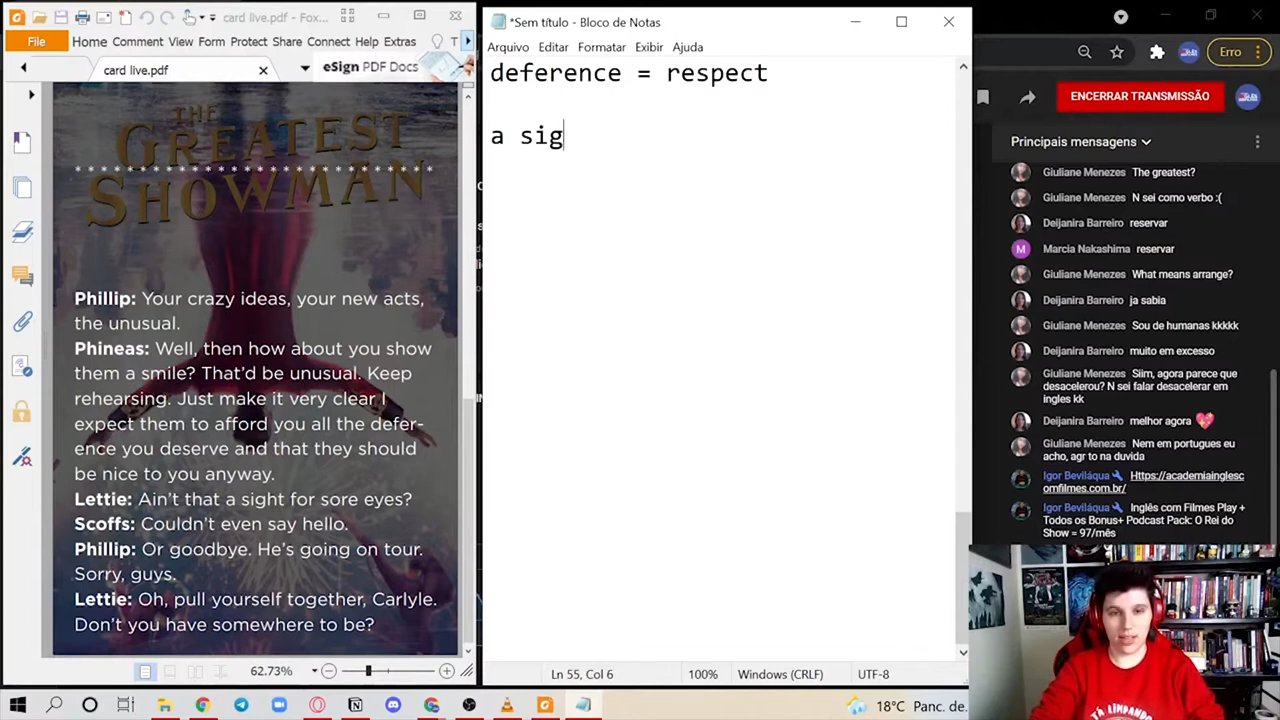 card live.pdf - Fox...
File
Home
Comment
View
Form
Protect
Share
Connect
Help
Extras
T
card live.pdf
eSign PDF Docs
THE
GREATEST
SHOWMAN
Phillip: Your crazy ideas, your new acts,
the unusual.
Phineas: Well, then how about you show
them a smile? That'd be unusual. Keep
rehearsing. Just make it very clear I
expect them to afford you all the defer-
ence you deserve and that they should
be nice to you anyway.
Lettie: Ain't that a sight for sore eyes?
Scoffs: Couldn't even say hello.
Phillip: Or goodbye. He's going on tour.
Sorry, guys.
Lettie: Oh, pull yourself together, Carlyle.
Don't you have somewhere to be?
62.73%
*Sem título - Bloco de Notas
Arquivo
Editar
Formatar
Exibir
Ajuda
deference = respect
a sig
Ln 55, Col 6
100%
Windows (CRLF)
UTF-8
Erro
ENCERRAR TRANSMISSÃO
Principais mensagens
Giuliane Menezes The greatest?
Giuliane Menezes N sei como verbo :(
Deijanira Barreiro reservar
M
Marcia Nakashima reservar
Giuliane Menezes What means arrange?
Deijanira Barreiro ja sabia
Giuliane Menezes Sou de humanas kkkkk
Deijanira Barreiro muito em excesso
Giuliane Menezes Siim, agora parece que
desacelerou? N sei falar desacelerar em
ingles kk
Deijanira Barreiro melhor agora
Giuliane Menezes Nem em portugues eu
acho, agr to na duvida
Igor Beviláqua Https://academiainglesc
omfilmes.com.br/
Igor Beviláqua Inglês com Filmes Play +
Todos os Bonus+ Podcast Pack: O Rei do
Show = 97/mês
18°C Panc. de.